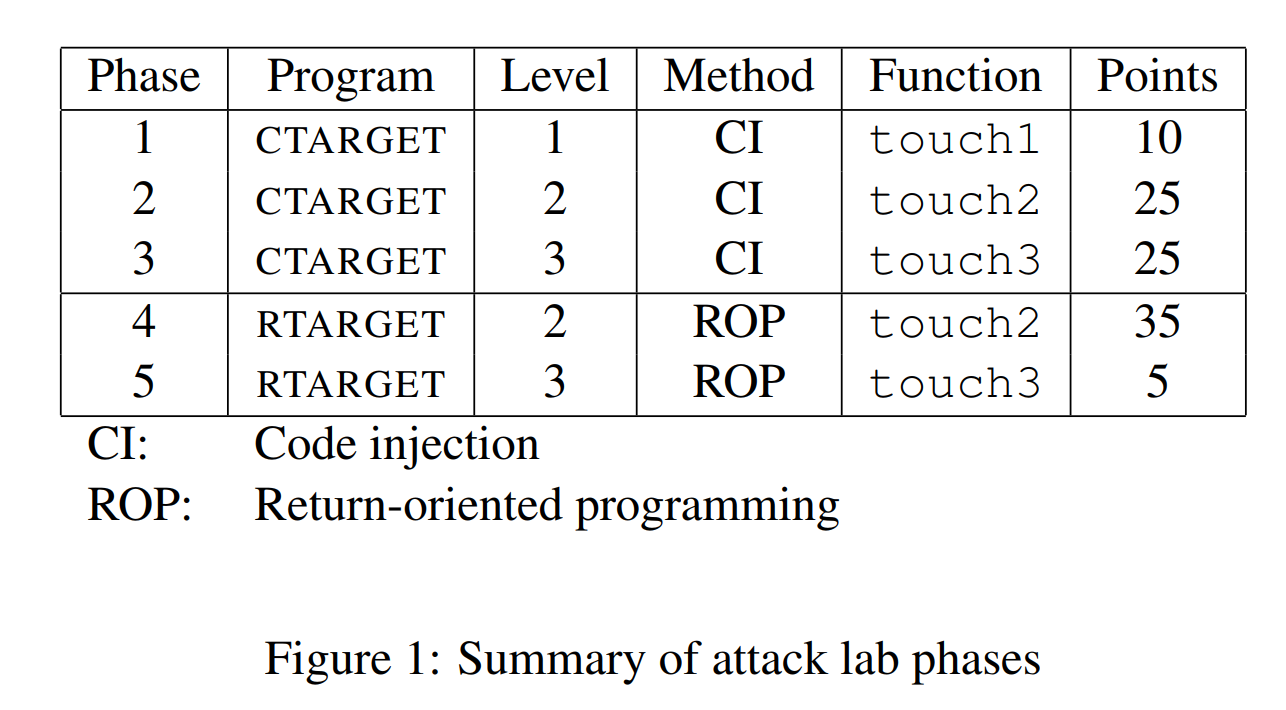 Phase Program Level Method Function Points
1 CTARGET 1 CI touch1 10
2 CTARGET 2 CI touch2 25
3 CTARGET 3 CI touch3 25
4 RTARGET 2 ROP touch2 35
5 RTARGET 3 ROP touch3 5
CI: Code injection
ROP: Return-oriented programming
Figure 1: Summary of attack lab phases